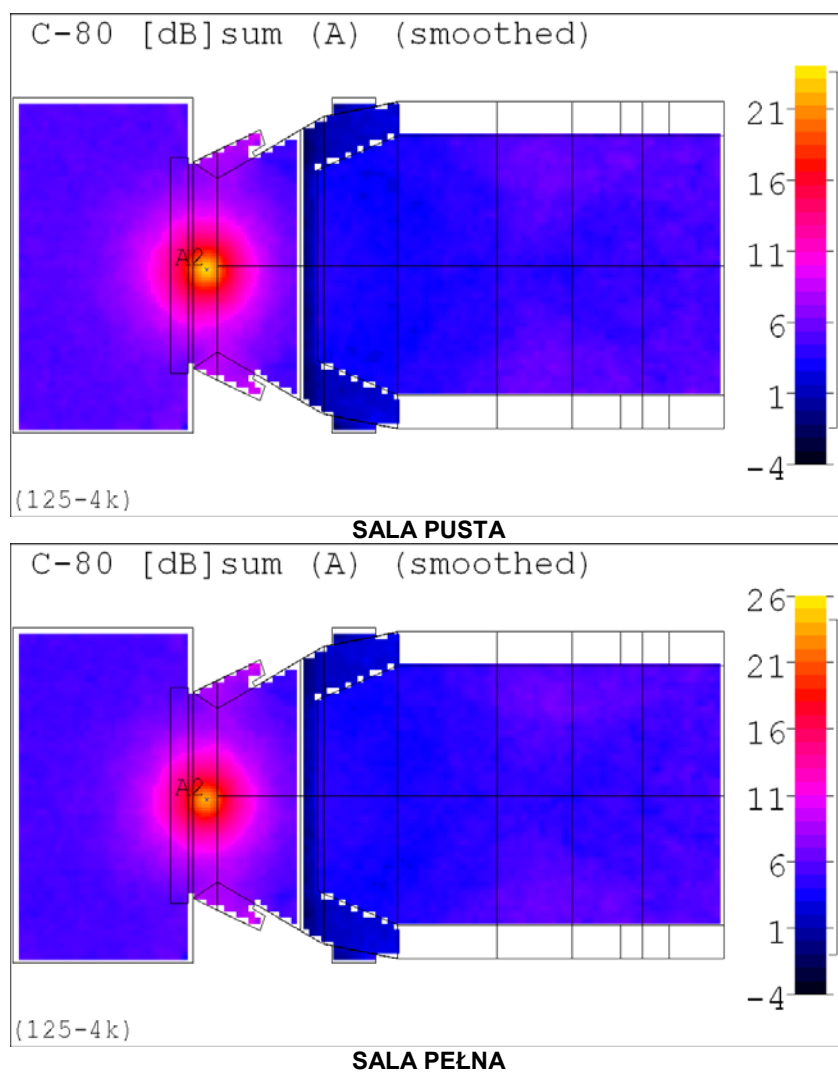 C-80 [dB]sum (A) (smoothed)
21
16
A2
11
6
1
-4
(125-4k)
SALA PUSTA
C-80 [dB]sum (A) (smoothed)
26
21
16
A2
11
6
1
-4
(125-4k)
SALA PEŁNA